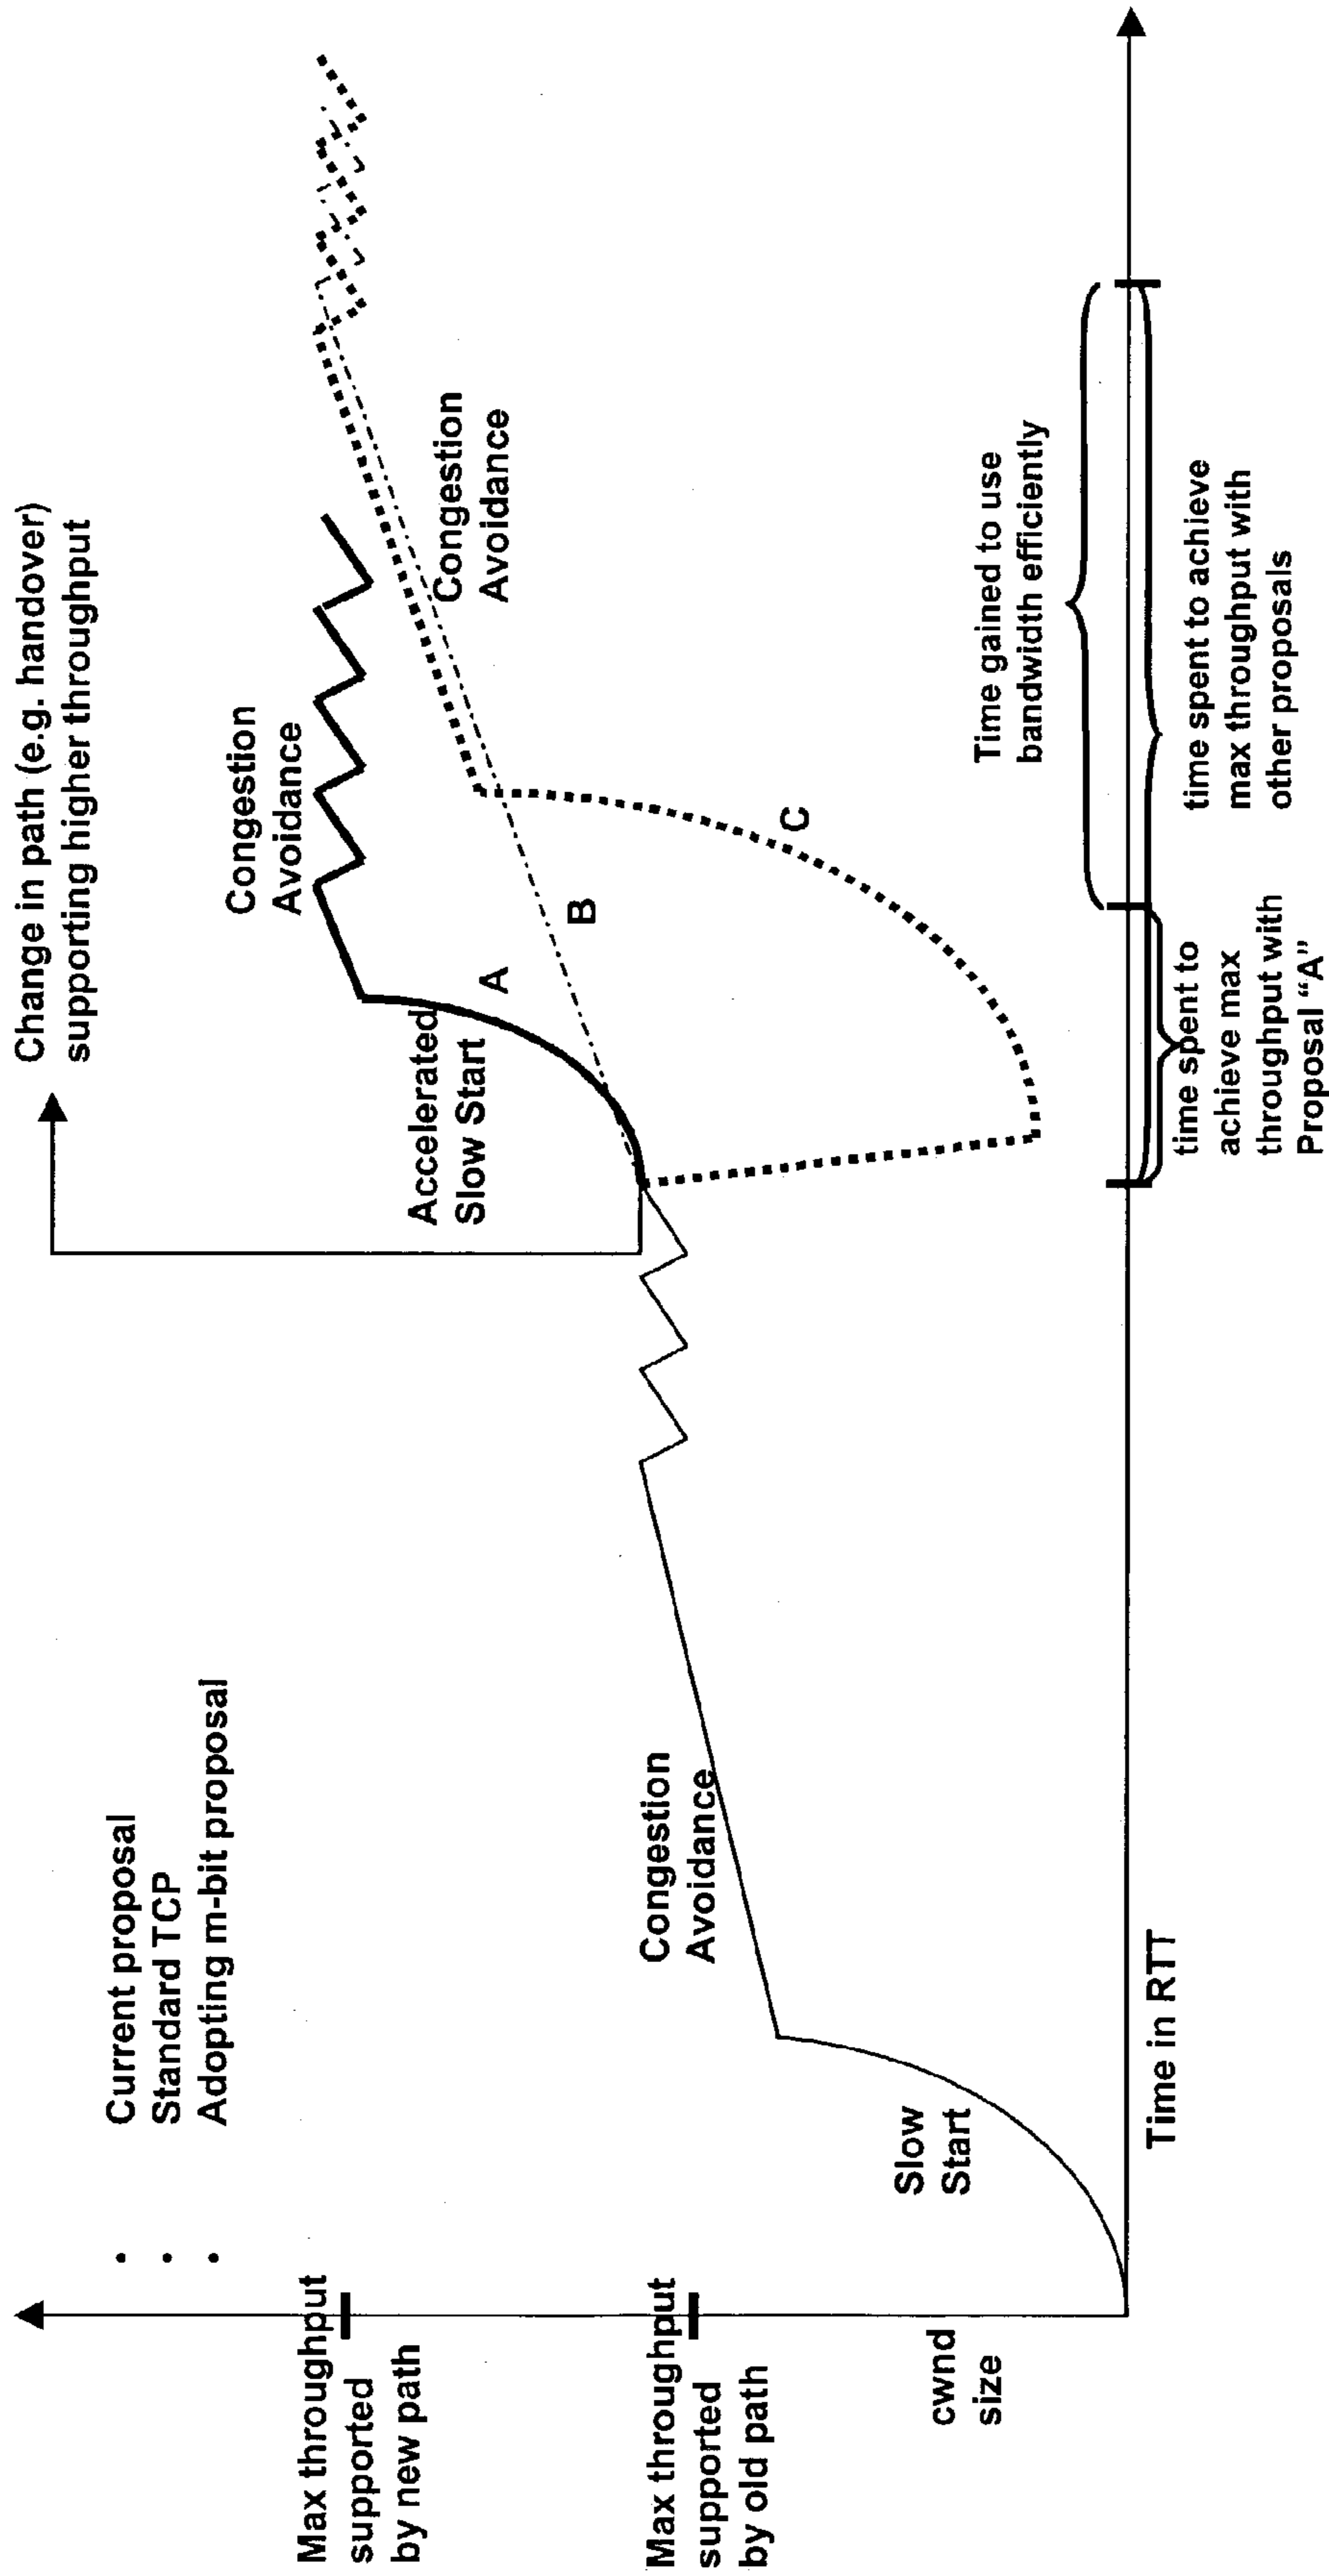 Change in path (e.g. handover)
supporting higher throughput
Current proposal
Standard TCP
Adopting m-bit proposal
Max throughput
supported
by new path
Max throughput
supported
by old path
cwnd
size
Slow
Start
Congestion
Avoidance
Accelerated
Slow Start
A
Congestion
Avoidance
B
Congestion
Avoidance
C
Time gained to use
bandwidth efficiently
Time in RTT
time spent to
achieve max
throughput with
Proposal “A”
time spent to achieve
max throughput with
other proposals